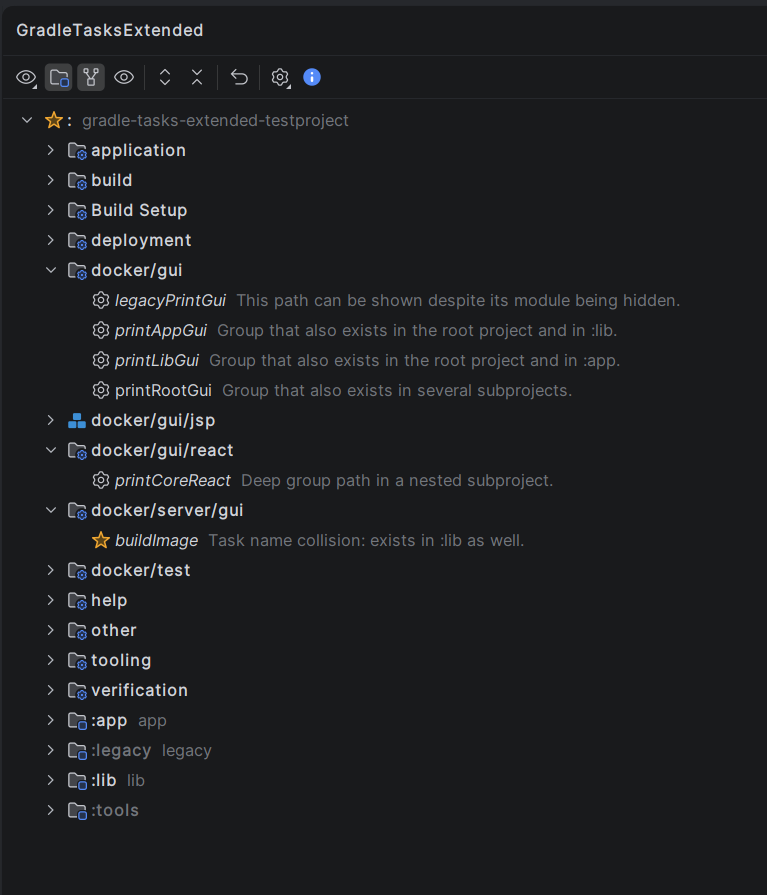 GradleTasksExtended
: gradle-tasks-extended-testproject
application
build
Build Setup
deployment
docker/gui
legacyPrintGui This path can be shown despite its module being hidden.
printAppGui Group that also exists in the root project and in :lib.
printLibGui Group that also exists in the root project and in :app.
printRootGui Group that also exists in several subprojects.
docker/gui/jsp
docker/gui/react
printCoreReact Deep group path in a nested subproject.
docker/server/gui
buildImage Task name collision: exists in :lib as well.
docker/test
help
other
tooling
verification
:app app
:legacy legacy
:lib lib
:tools